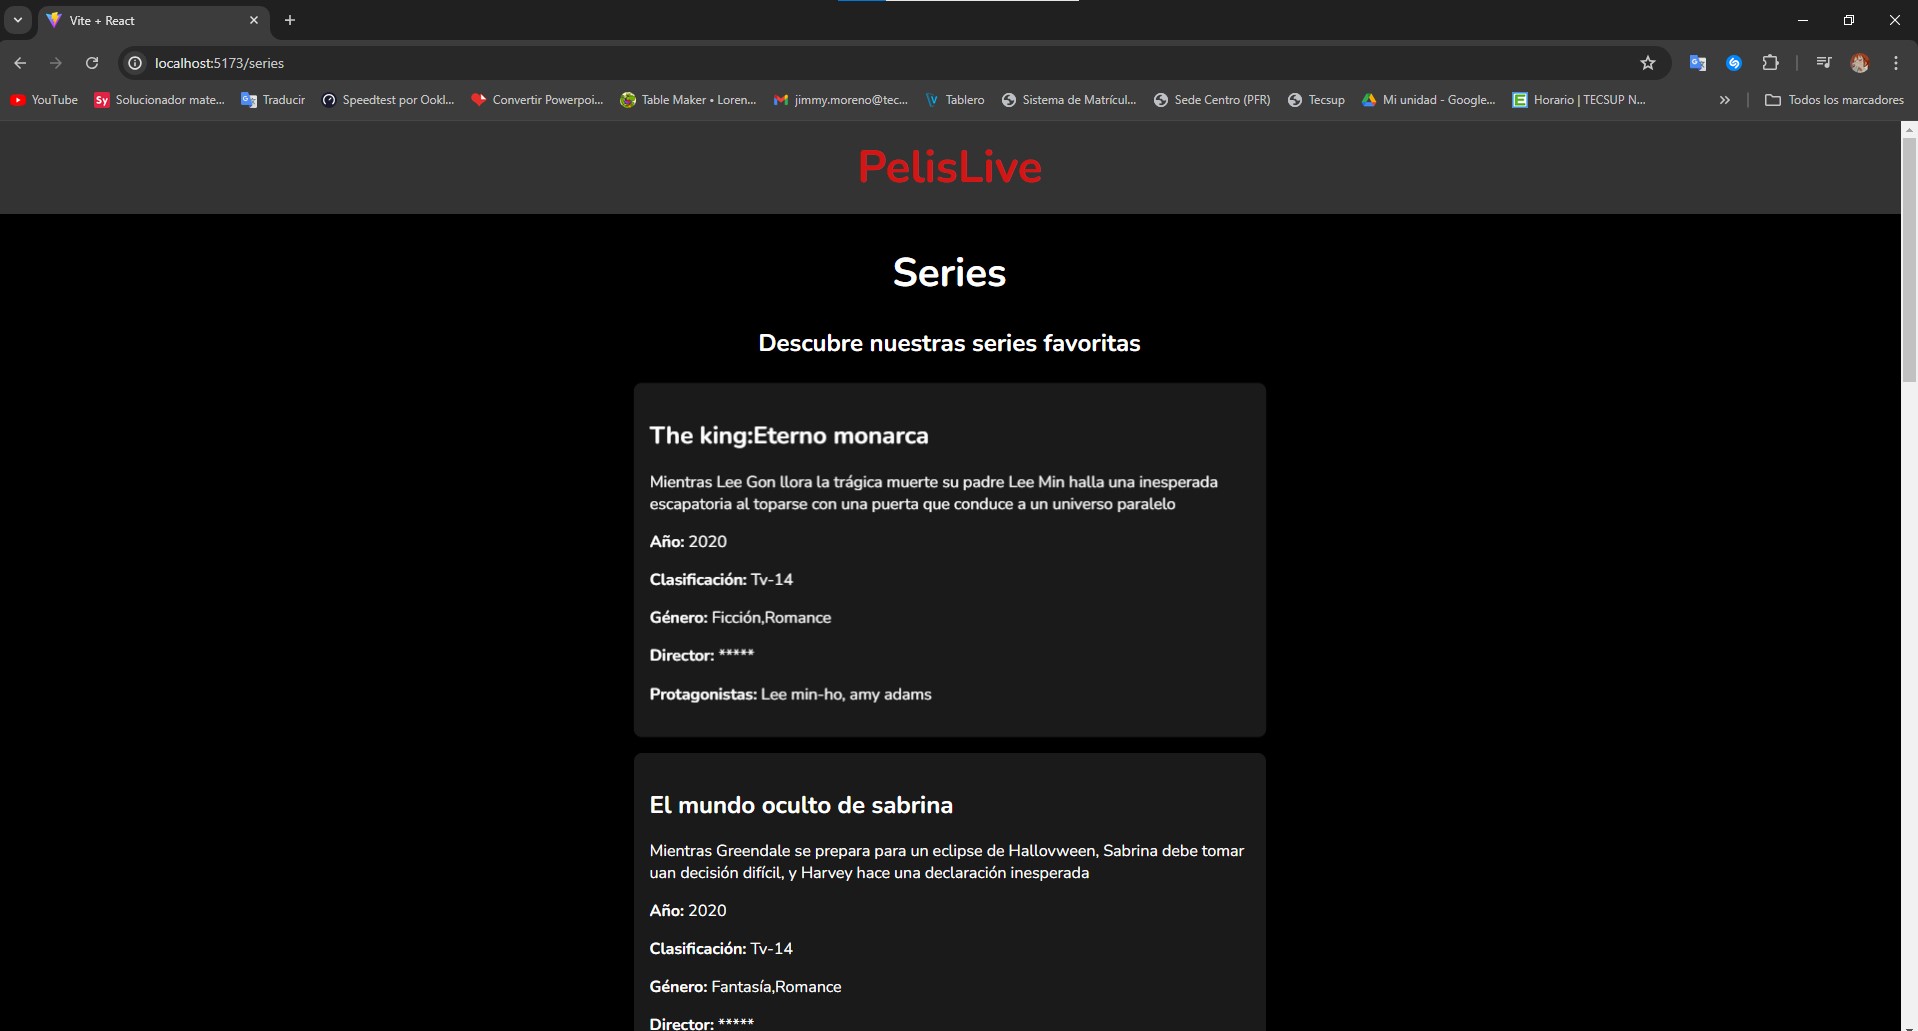 Vite + React
localhost:5173/series
YouTube
Solucionador mate...
Traducir
Speedtest por Ookl...
Convertir Powerpoi...
Table Maker • Loren...
jimmy.moreno@tec...
Tablero
Sistema de Matrícul...
Sede Centro (PFR)
Tecsup
Mi unidad - Google...
Horario | TECSUP N...
Todos los marcadores
PelisLive
Series
Descubre nuestras series favoritas
The king:Eterno monarca
Mientras Lee Gon llora la trágica muerte su padre Lee Min halla una inesperada
escapatoria al toparse con una puerta que conduce a un universo paralelo
Año: 2020
Clasificación: Tv-14
Género: Ficción,Romance
Director: *****
Protagonistas: Lee min-ho, amy adams
El mundo oculto de sabrina
Mientras Greendale se prepara para un eclipse de Hallovween, Sabrina debe tomar
uan decisión difícil, y Harvey hace una declaración inesperada
Año: 2020
Clasificación: Tv-14
Género: Fantasía,Romance
Director: *****